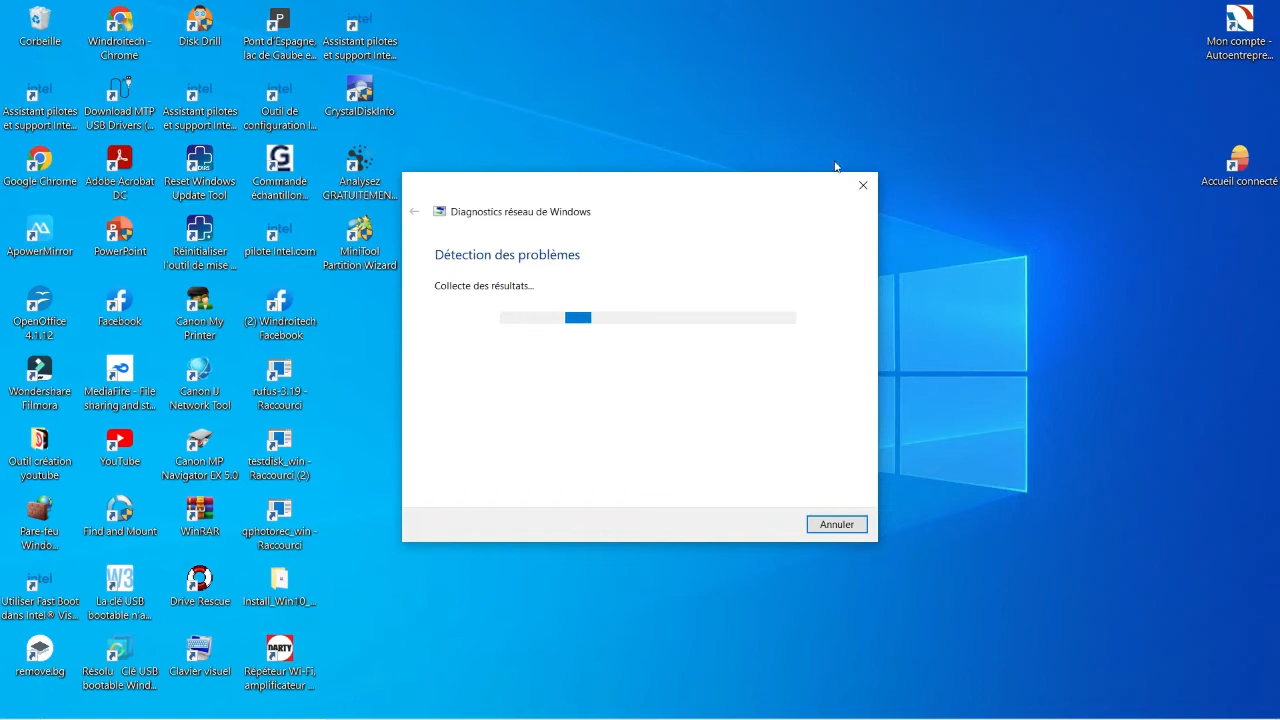 Corbeille
Windroitech -
Chrome
Disk Drill
Pont d'Espagne,
lac de Gaube e...
Assistant pilotes
et support Inte...
Mon compte -
Autoentrepre...
Assistant pilotes
et support Inte...
Download MTP
USB Drivers (...
Assistant pilotes
et support Inte...
Outil de
configuration I...
CrystalDiskInfo
Google Chrome
Adobe Acrobat
DC
Reset Windows
Update Tool
Commande
échantillon...
Analysez
GRATUITEMEN...
Accueil connecté
ApowerMirror
PowerPoint
Réinitialiser
l'outil de mise ...
pilote intel.com
MiniTool
Partition Wizard
OpenOffice
4.1.12
Facebook
Canon My
Printer
(2) Windroitech
Facebook
Wondershare
Filmora
MediaFire - File
sharing and st...
Canon IJ
Network Tool
rufus-3.19 -
Raccourci
Outil création
youtube
YouTube
Canon MP
Navigator EX 5.0
testdisk_win -
Raccourci (2)
Pare-feu
Windo...
Find and Mount
WinRAR
qphotorec_win -
Raccourci
Utiliser Fast Boot
dans Intel® Vis...
La clé USB
bootable n a...
Drive Rescue
Install_Win10_...
remove.bg
Résolu _ Clé USB
bootable Wind...
Clavier visuel
Répéteur Wi-Fi,
amplificateur ...
Diagnostics réseau de Windows
Détection des problèmes
Collecte des résultats...
Annuler